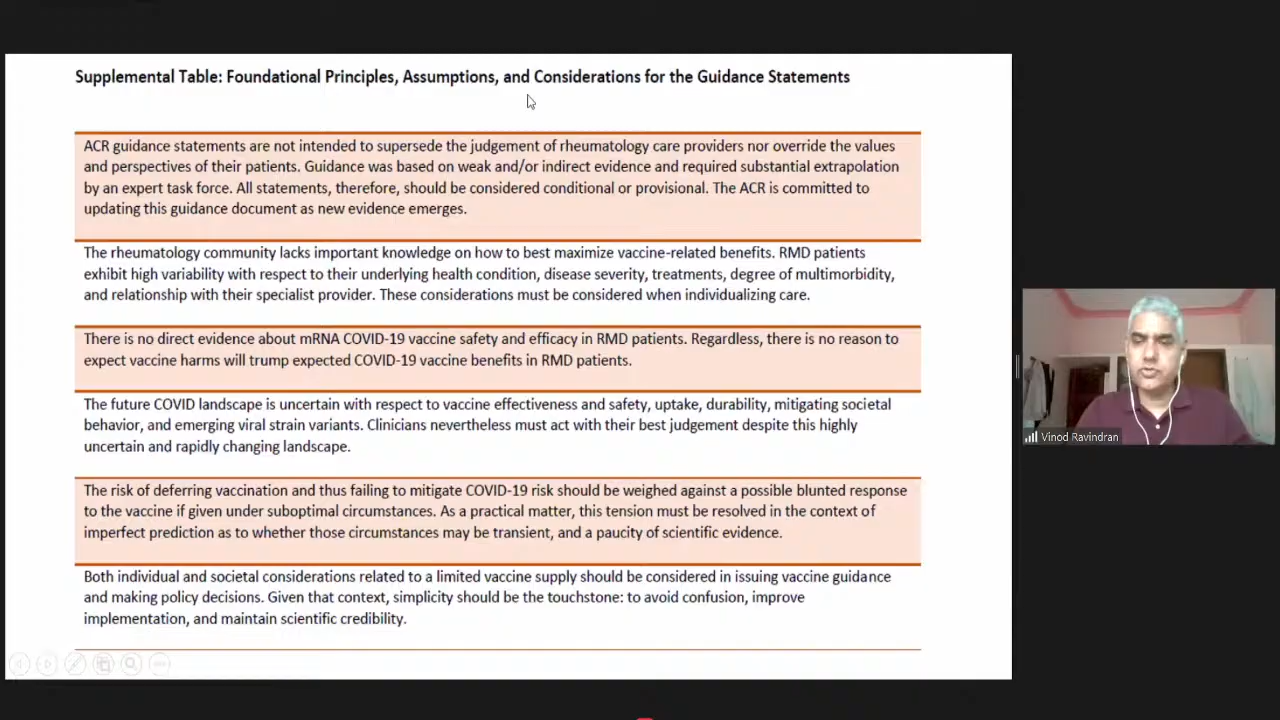 Supplemental Table: Foundational Principles, Assumptions, and Considerations for the Guidance Statements
ACR guidance statements are not intended to supersede the judgement of rheumatology care providers nor override the values
and perspectives of their patients. Guidance was based on weak and/or indirect evidence and required substantial extrapolation
by an expert task force. All statements, therefore, should be considered conditional or provisional. The ACR is committed to
updating this guidance document as new evidence emerges.
The rheumatology community lacks important knowledge on how to best maximize vaccine-related benefits. RMD patients
exhibit high variability with respect to their underlying health condition, disease severity, treatments, degree of multimorbidity,
and relationship with their specialist provider. These considerations must be considered when individualizing care.
There is no direct evidence about mRNA COVID-19 vaccine safety and efficacy in RMD patients. Regardless, there is no reason to
expect vaccine harms will trump expected COVID-19 vaccine benefits in RMD patients.
The future COVID landscape is uncertain with respect to vaccine effectiveness and safety, uptake, durability, mitigating societal
behavior, and emerging viral strain variants. Clinicians nevertheless must act with their best judgement despite this highly
uncertain and rapidly changing landscape.
The risk of deferring vaccination and thus failing to mitigate COVID-19 risk should be weighed against a possible blunted response
to the vaccine if given under suboptimal circumstances. As a practical matter, this tension must be resolved in the context of
imperfect prediction as to whether those circumstances may be transient, and a paucity of scientific evidence.
Both individual and societal considerations related to a limited vaccine supply should be considered in issuing vaccine guidance
and making policy decisions. Given that context, simplicity should be the touchstone: to avoid confusion, improve
implementation, and maintain scientific credibility.
Vinod Ravindran